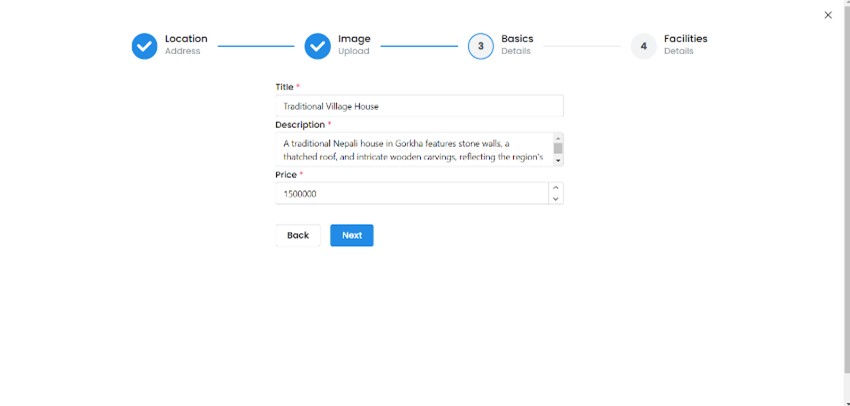 Location
Address
Image
Upload
3
Basics
Details
4
Facilities
Details
Title *
Traditional Village House
Description *
A traditional Nepali house in Gorkha features stone walls, a
thatched roof, and intricate wooden carvings, reflecting the region's
Price *
1500000
Back
Next